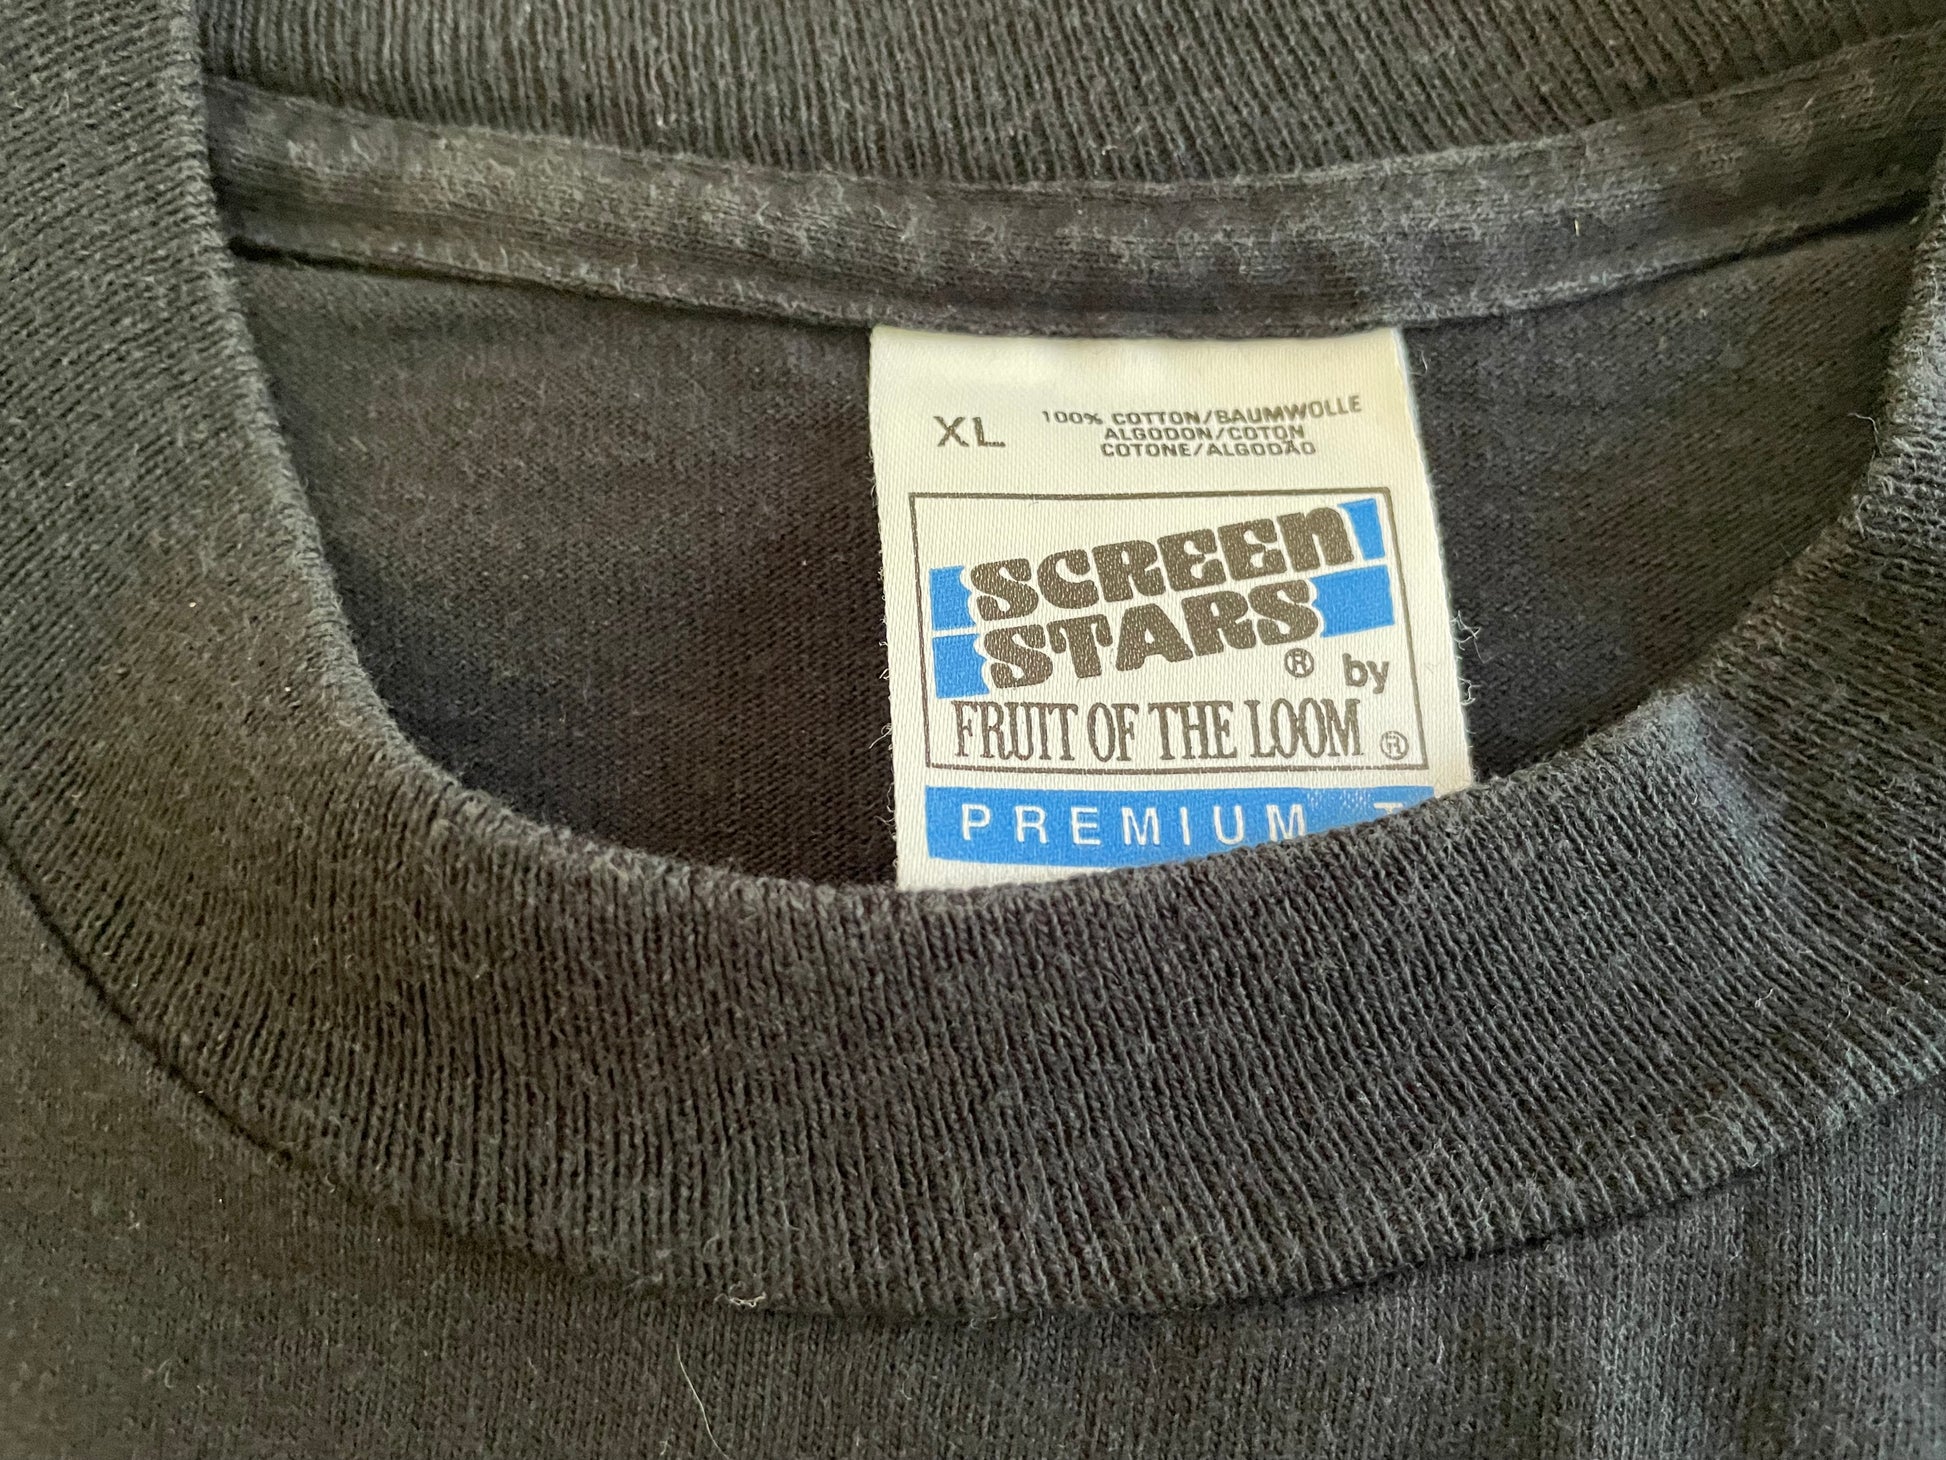 XL
100% COTTON/BAUMWOLLE
ALGODON/COTON
COTONE/ALGODÃO
SCREEN
STARS
® by
FRUIT OF THE LOOM ®
PREMIUM T